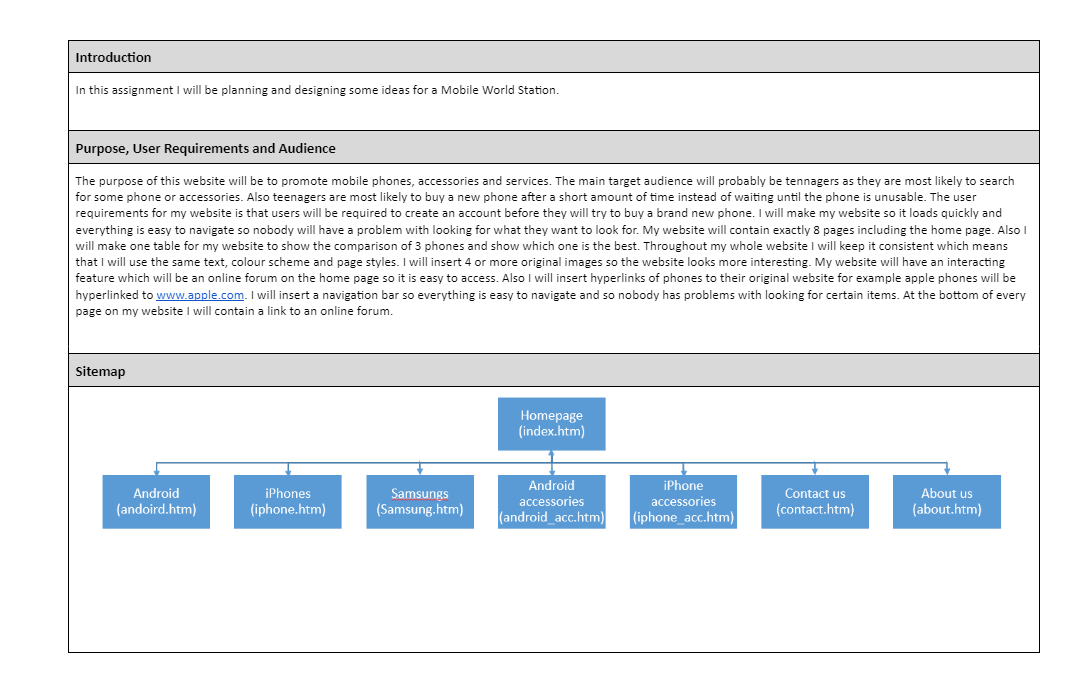 Introduction
In this assignment I will be planning and designing some ideas for a Mobile World Station.
Purpose, User Requirements and Audience
The purpose of this website will be to promote mobile phones, accessories and services. The main target audience will probably be tennagers as they are most likely to search
for some phone or accessories. Also teenagers are most likely to buy a new phone after a short amount of time instead of waiting until the phone is unusable. The user
requirements for my website is that users will be required to create an account before they will try to buy a brand new phone. I will make my website so it loads quickly and
everything is easy to navigate so nobody will have a problem with looking for what they want to look for. My website will contain exactly 8 pages including the home page. Also I
will make one table for my website to show the comparison of 3 phones and show which one is the best. Throughout my whole website I will keep it consistent which means
that I will use the same text, colour scheme and page styles. I will insert 4 or more original images so the website looks more interesting. My website will have an interacting
feature which will be an online forum on the home page so it is easy to access. Also I will insert hyperlinks of phones to their original website for example apple phones will be
hyperlinked to www.apple.com. I will insert a navigation bar so everything is easy to navigate and so nobody has problems with looking for certain items. At the bottom of every
page on my website I will contain a link to an online forum.
Sitemap
Homepage
(index.htm)
Android
(andoird.htm)
iPhones
(iphone.htm)
Samsungs
(Samsung.htm)
Android
accessories
(android_acc.htm)
iPhone
accessories
(iphone_acc.htm)
Contact us
(contact.htm)
About us
(about.htm)